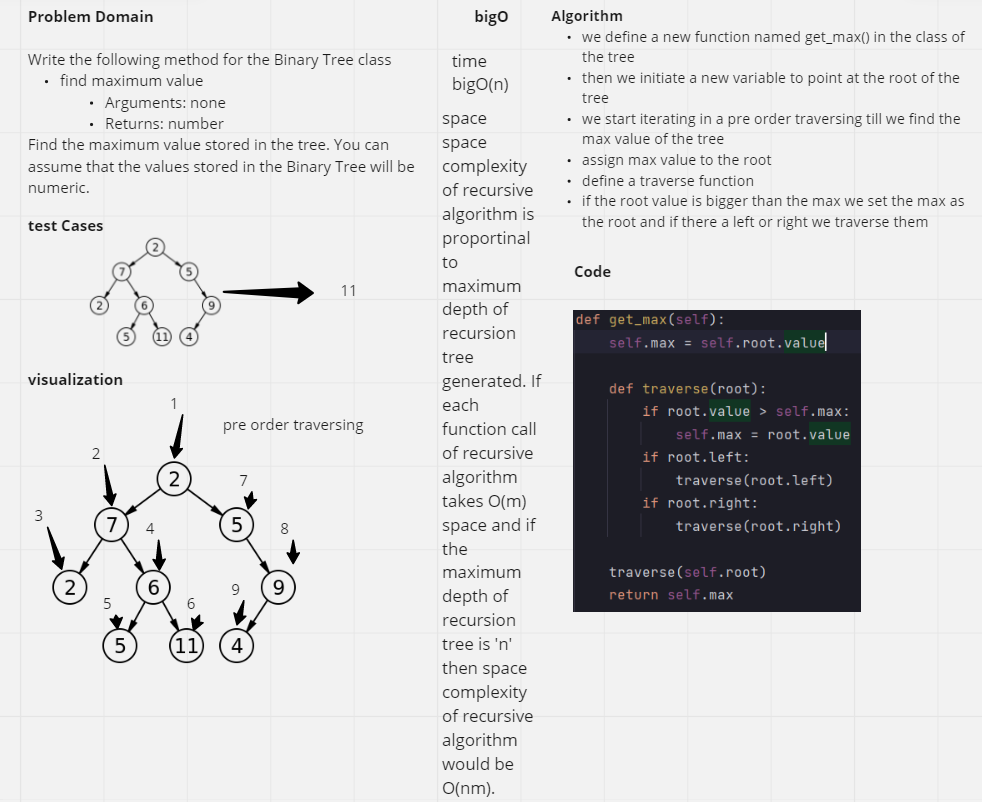 Problem Domain
Write the following method for the Binary Tree class
• find maximum value
• Arguments: none
• Returns: number
Find the maximum value stored in the tree. You can
assume that the values stored in the Binary Tree will be
numeric.
test Cases
2
7
5
2
6
9
5
11
4
11
visualization
1
pre order traversing
2
2
7
3
7
4
5
8
2
6
9
5
6
9
5
11
4
bigO
time
bigO(n)
space
space
complexity
of recursive
algorithm is
proportinal
to
maximum
depth of
recursion
tree
generated. If
each
function call
of recursive
algorithm
takes O(m)
space and if
the
maximum
depth of
recursion
tree is 'n'
then space
complexity
of recursive
algorithm
would be
O(nm).
Algorithm
• we define a new function named get_max() in the class of
the tree
• then we initiate a new variable to point at the root of the
tree
• we start iterating in a pre order traversing till we find the
max value of the tree
• assign max value to the root
• define a traverse function
• if the root value is bigger than the max we set the max as
the root and if there a left or right we traverse them
Code
def get_max(self):
self.max = self.root.value
def traverse(root):
if root.value > self.max:
self.max = root.value
if root.left:
traverse(root.left)
if root.right:
traverse(root.right)
traverse(self.root)
return self.max